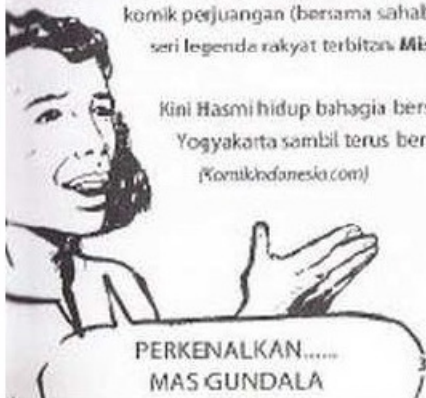 komik perjuangan (bersama
seri legenda rakyat terbitan
Kini Hasmi hidup bahagia
Yogyakarta sambil terus
(KomikIndonesia.com)
PERKENALKAN......
MAS GUNDALA